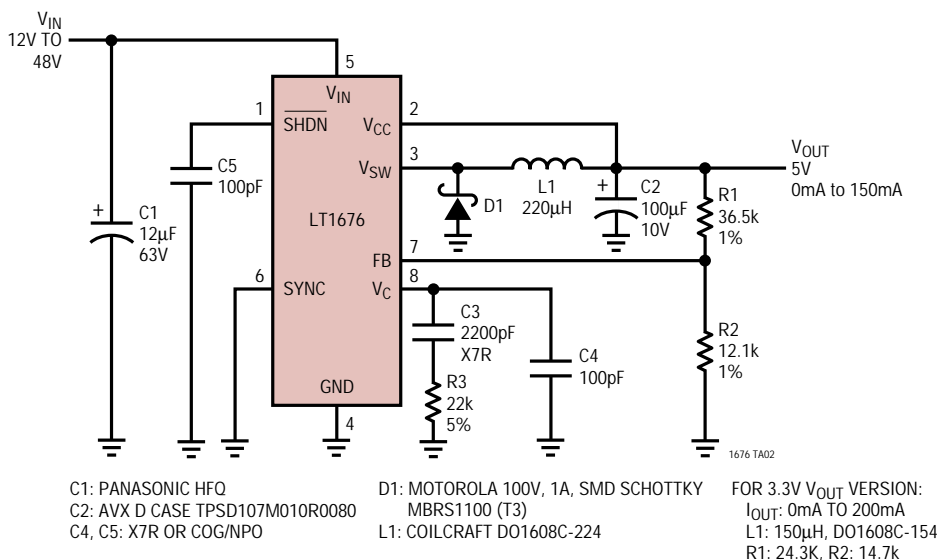 VIN
12V TO
48V
5
VIN
1
SHDN
2
VCC
3
VSW
C5
100pF
LT1676
+
C1
12µF
63V
D1
L1
220µH
+
C2
100µF
10V
VOUT
5V
0mA to 150mA
R1
36.5k
1%
7
FB
6
SYNC
8
VC
C3
2200pF
X7R
R3
22k
5%
C4
100pF
R2
12.1k
1%
GND
4
1676 TA02
C1: PANASONIC HFQ
C2: AVX D CASE TPSD107M010R0080
C4, C5: X7R OR COG/NPO
D1: MOTOROLA 100V, 1A, SMD SCHOTTKY
MBRS1100 (T3)
L1: COILCRAFT DO1608C-224
FOR 3.3V VOUT VERSION:
IOUT: 0mA TO 200mA
L1: 150µH, DO1608C-154
R1: 24.3K, R2: 14.7k